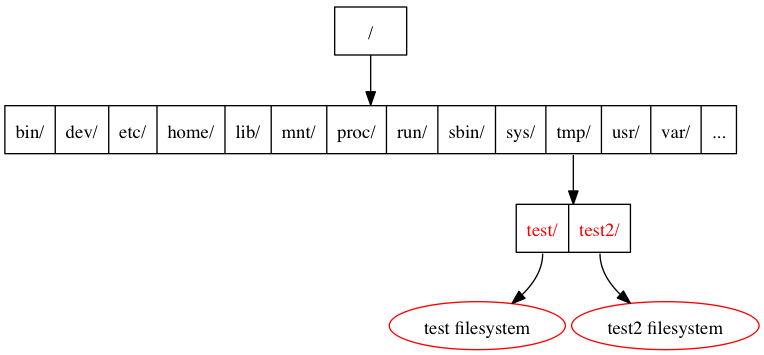 /
bin/ dev/ etc/ home/ lib/ mnt/ proc/ run/ sbin/ sys/ tmp/ usr/ var/ ...
test/ test2/
test filesystem test2 filesystem